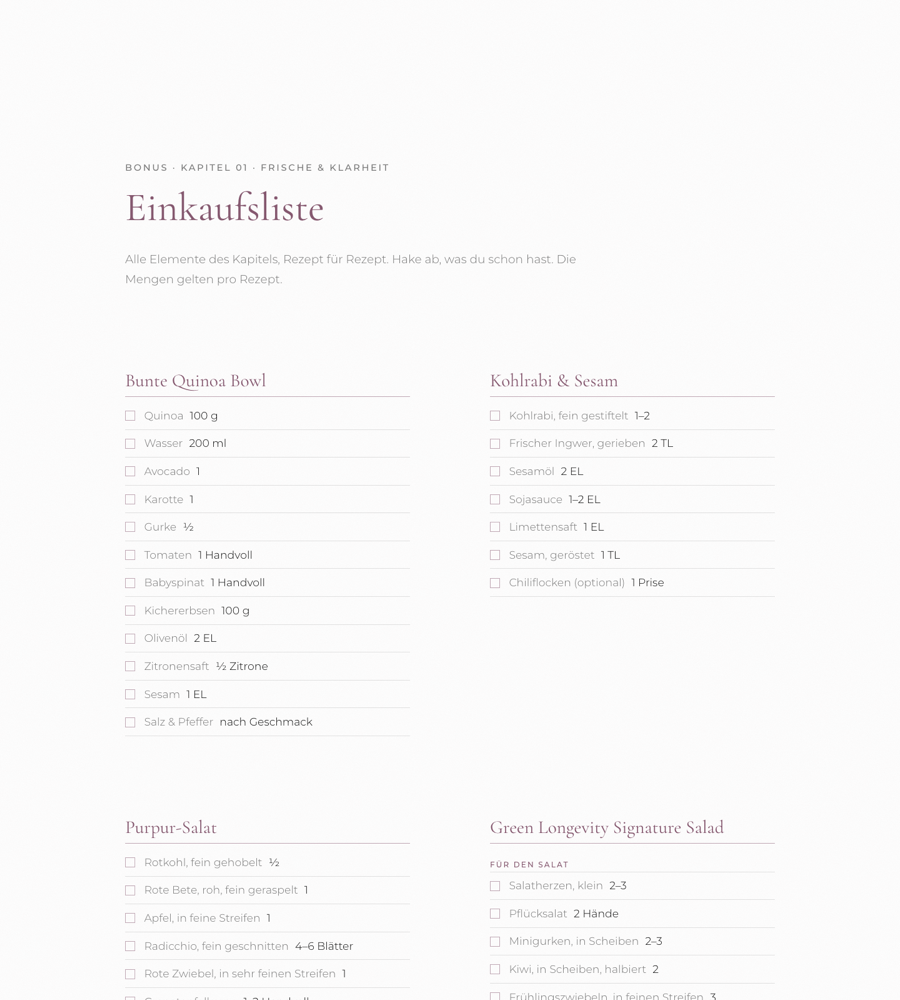 BONUS · KAPITEL 01 · FRISCHE & KLARHEIT
Einkaufsliste
Alle Elemente des Kapitels, Rezept für Rezept. Hake ab, was du schon hast. Die
Mengen gelten pro Rezept.
Bunte Quinoa Bowl
Quinoa 100 g
Wasser 200 ml
Avocado 1
Karotte 1
Gurke ½
Tomaten 1 Handvoll
Babyspinat 1 Handvoll
Kichererbsen 100 g
Olivenöl 2 EL
Zitronensaft ½ Zitrone
Sesam 1 EL
Salz & Pfeffer nach Geschmack
Kohlrabi & Sesam
Kohlrabi, fein gestiftelt 1–2
Frischer Ingwer, gerieben 2 TL
Sesamöl 2 EL
Sojasauce 1–2 EL
Limettensaft 1 EL
Sesam, geröstet 1 TL
Chiliflocken (optional) 1 Prise
Purpur-Salat
Rotkohl, fein gehobelt ½
Rote Bete, roh, fein geraspelt 1
Apfel, in feine Streifen 1
Radicchio, fein geschnitten 4–6 Blätter
Rote Zwiebel, in sehr feinen Streifen 1
Green Longevity Signature Salad
FÜR DEN SALAT
Salatherzen, klein 2–3
Pflücksalat 2 Hände
Minigurken, in Scheiben 2–3
Kiwi, in Scheiben, halbiert 2
Frühlingszwiebeln, in feinen Streifen 3